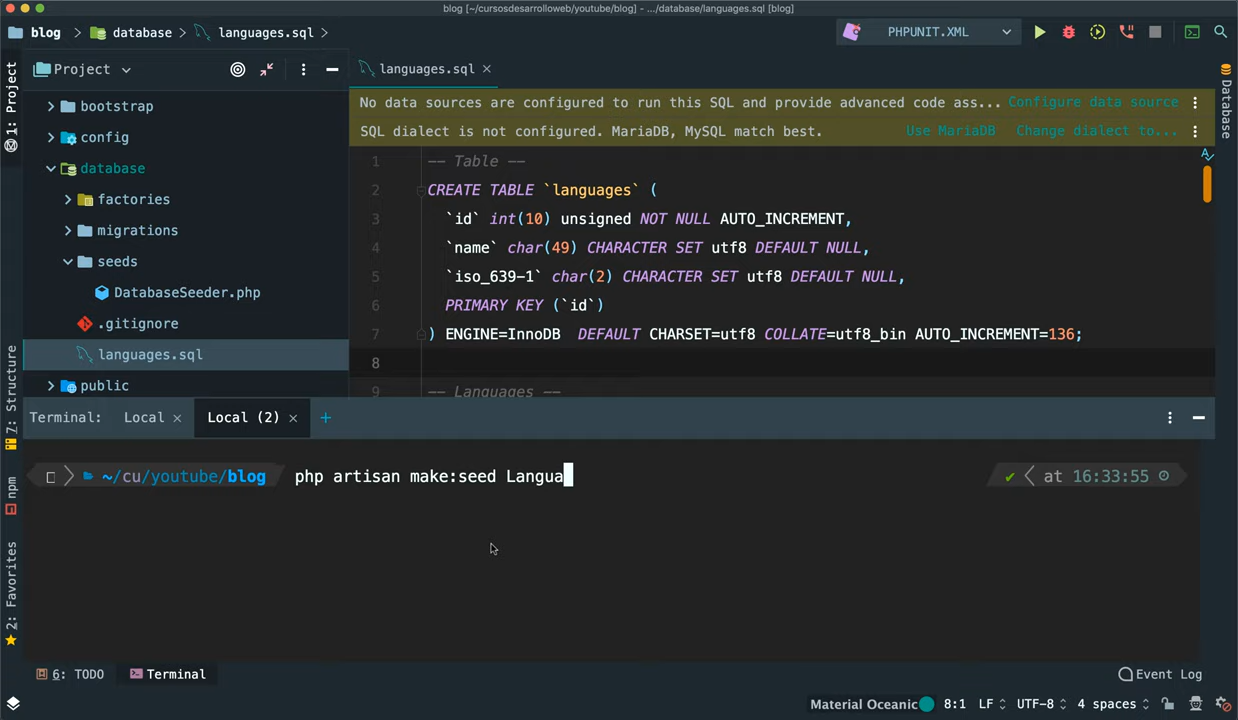 blog [~/cursosdesarrolloweb/youtube/blog] - .../database/languages.sql [blog]
blog
database
languages.sql
PHPUNIT.XML
1: Project
7: Structure
npm
2: Favorites
Database
Project
bootstrap
config
database
factories
migrations
seeds
DatabaseSeeder.php
.gitignore
languages.sql
public
languages.sql
No data sources are configured to run this SQL and provide advanced code ass... Configure data source
SQL dialect is not configured. MariaDB, MySQL match best. Use MariaDB Change dialect to...
1 -- Table --
2 CREATE TABLE `languages` (
3 `id` int(10) unsigned NOT NULL AUTO_INCREMENT,
4 `name` char(49) CHARACTER SET utf8 DEFAULT NULL,
5 `iso_639-1` char(2) CHARACTER SET utf8 DEFAULT NULL,
6 PRIMARY KEY (`id`)
7 ) ENGINE=InnoDB DEFAULT CHARSET=utf8 COLLATE=utf8_bin AUTO_INCREMENT=136;
8
9 -- Languages --
Terminal: Local Local (2)
~/cu/youtube/blog php artisan make:seed Langua at 16:33:55
6: TODO Terminal Event Log
Material Oceanic 8:1 LF UTF-8 4 spaces